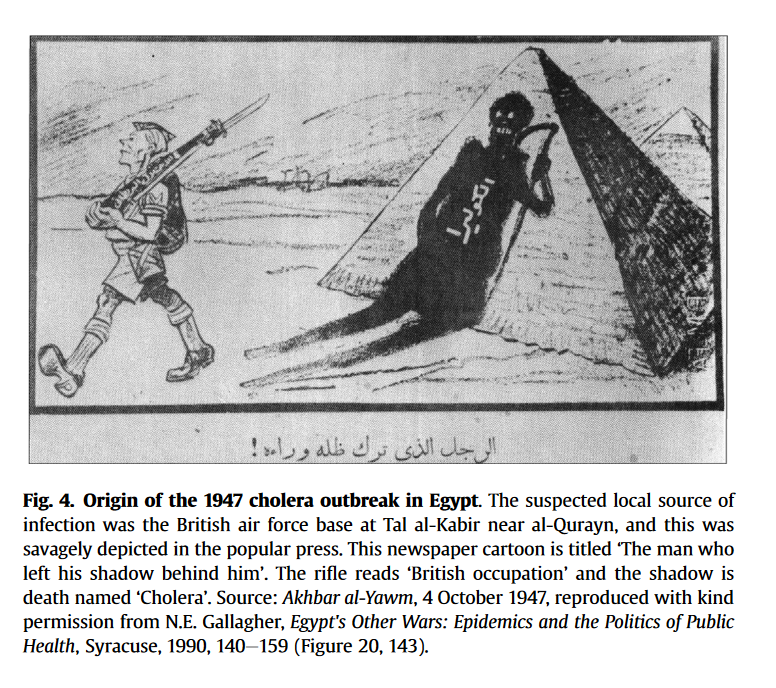 الكوليرا
الرجل الذى ترك ظله وراءه !
Fig. 4. Origin of the 1947 cholera outbreak in Egypt. The suspected local source of
infection was the British air force base at Tal al-Kabir near al-Qurayn, and this was
savagely depicted in the popular press. This newspaper cartoon is titled ‘The man who
left his shadow behind him’. The rifle reads ‘British occupation’ and the shadow is
death named ‘Cholera’. Source: Akhbar al-Yawm, 4 October 1947, reproduced with kind
permission from N.E. Gallagher, Egypt’s Other Wars: Epidemics and the Politics of Public
Health, Syracuse, 1990, 140—159 (Figure 20, 143).